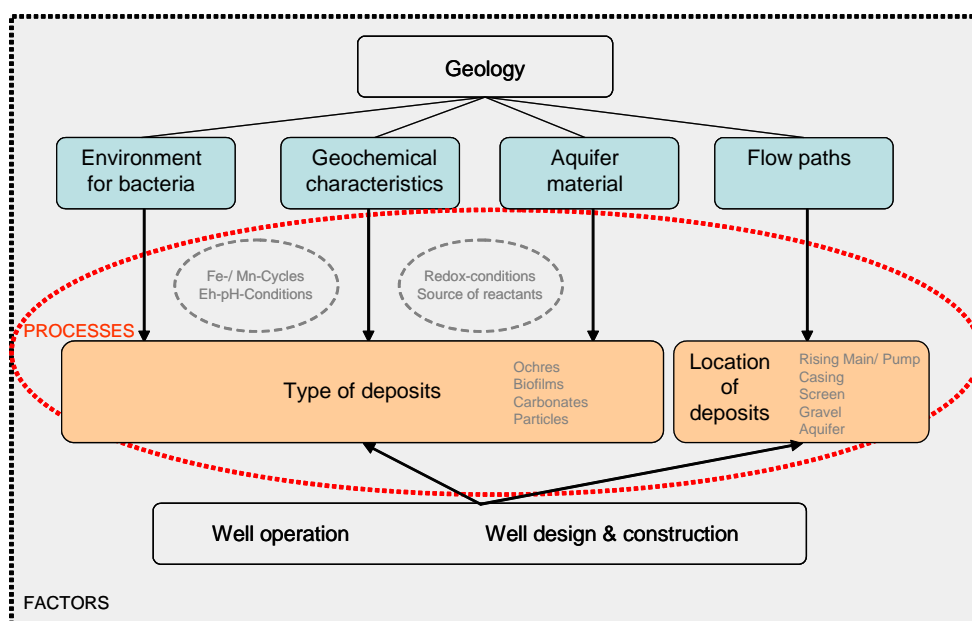 Geology
Environment
for bacteria
Geochemical
characteristics
Aquifer
material
Flow paths
Fe-/ Mn-Cycles
Eh-pH-Conditions
Redox-conditions
Source of reactants
PROCESSES
Type of deposits
Ochres
Biofilms
Carbonates
Particles
Location
of
deposits
Rising Main/ Pump
Casing
Screen
Gravel
Aquifer
Well operation
Well design & construction
FACTORS